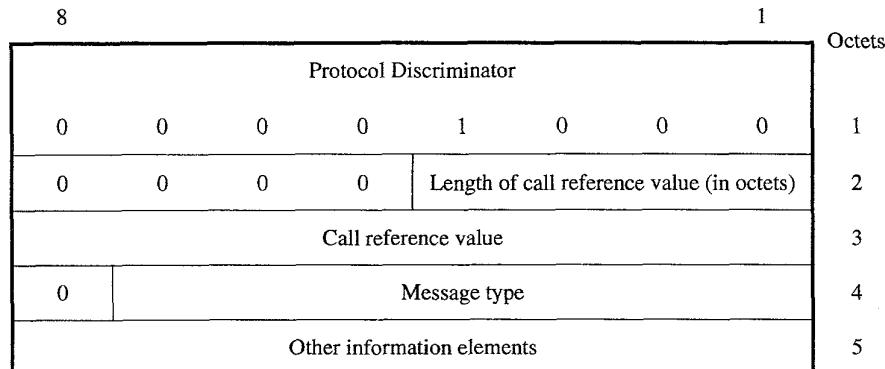 8 1
Octets
Protocol Discriminator
0 0 0 0 1 0 0 0 1
0 0 0 0 Length of call reference value (in octets) 2
Call reference value 3
0 Message type 4
Other information elements 5